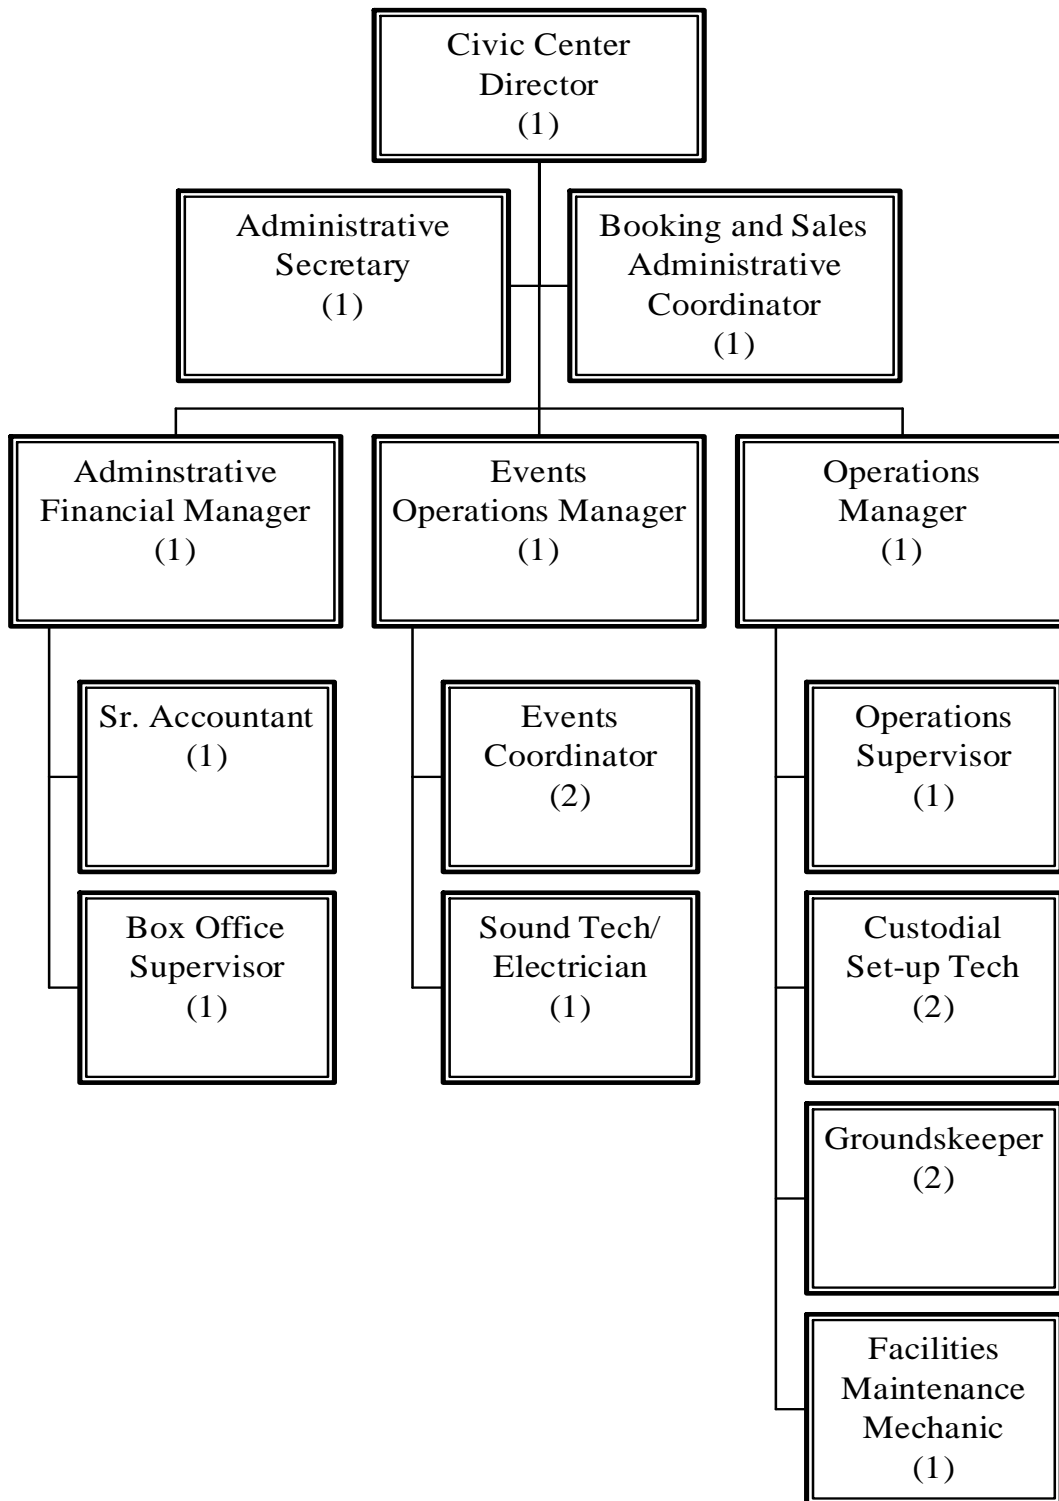 Civic Center
Director
(1)
Administrative
Secretary
(1)
Booking and Sales
Administrative
Coordinator
(1)
Adminstrative
Financial Manager
(1)
Events
Operations Manager
(1)
Operations
Manager
(1)
Sr. Accountant
(1)
Events
Coordinator
(2)
Operations
Supervisor
(1)
Box Office
Supervisor
(1)
Sound Tech/
Electrician
(1)
Custodial
Set-up Tech
(2)
Groundskeeper
(2)
Facilities
Maintenance
Mechanic
(1)